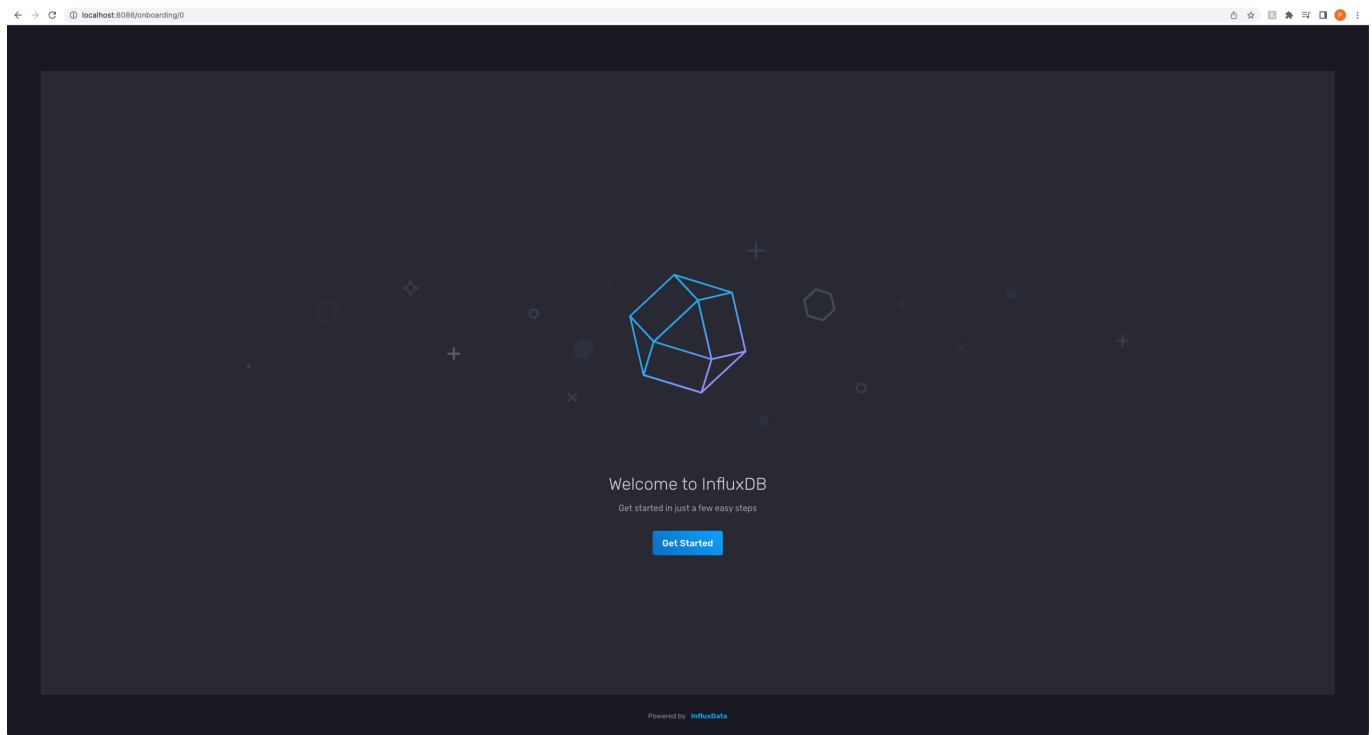 localhost:8086/onboarding/0
P
Welcome to InfluxDB
Get started in just a few easy steps
Get Started
Powered by InfluxData